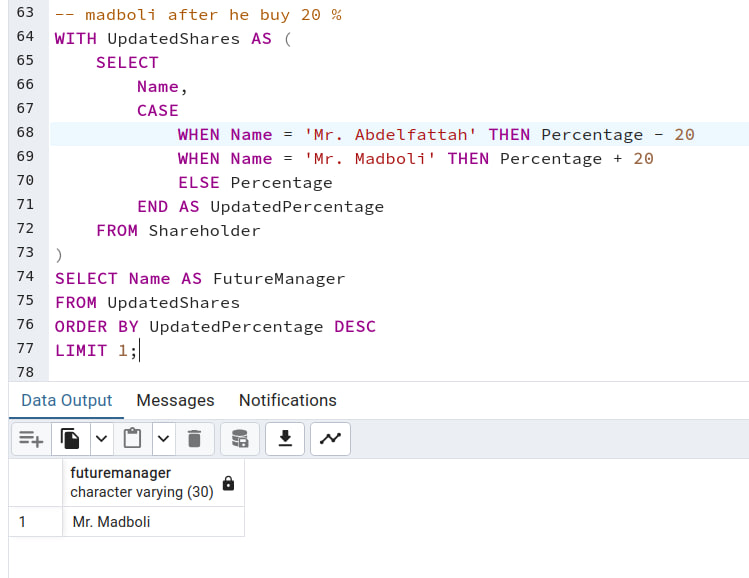 63 -- madboli after he buy 20 %
64 WITH UpdatedShares AS (
65 SELECT
66 Name,
67 CASE
68 WHEN Name = 'Mr. Abdelfattah' THEN Percentage - 20
69 WHEN Name = 'Mr. Madboli' THEN Percentage + 20
70 ELSE Percentage
71 END AS UpdatedPercentage
72 FROM Shareholder
73 )
74 SELECT Name AS FutureManager
75 FROM UpdatedShares
76 ORDER BY UpdatedPercentage DESC
77 LIMIT 1;
78
Data Output Messages Notifications
futuremanager
character varying (30)
1 Mr. Madboli